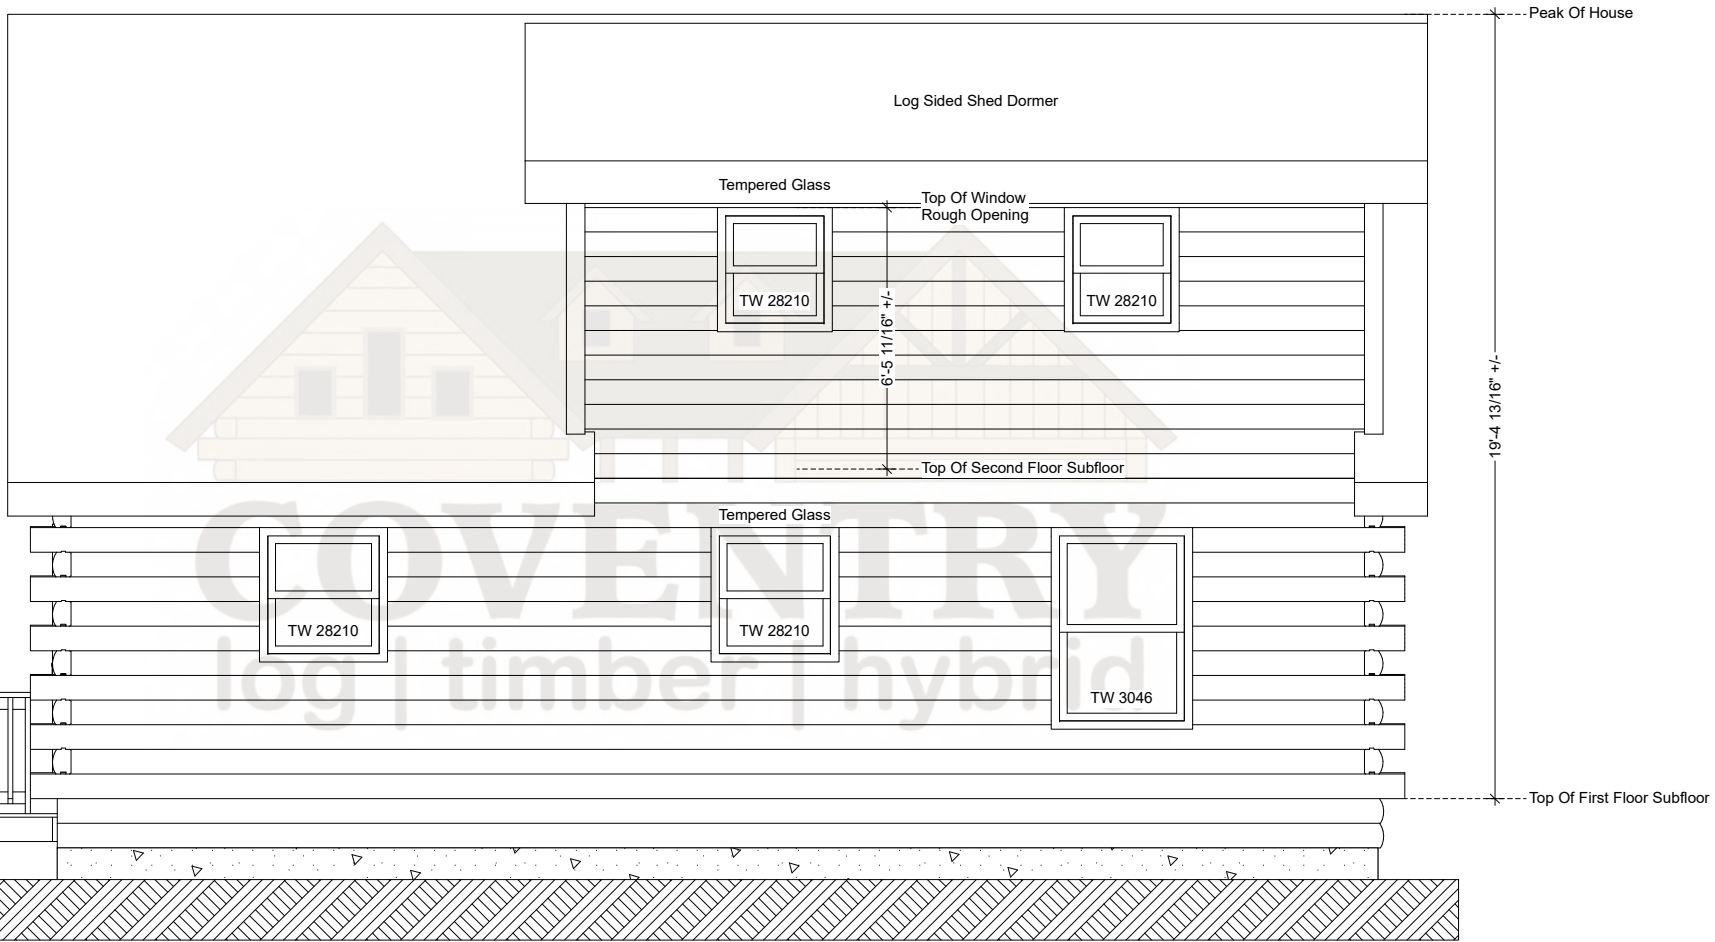 Peak Of House
Log Sided Shed Dormer
Tempered Glass
Top Of Window
Rough Opening
TW 28210
TW 28210
6'-5 11/16" +/-
19'-4 13/16" +/-
Top Of Second Floor Subfloor
Tempered Glass
COVENTRY
TW 28210
TW 28210
log | timber | hybrid
TW 3046
Top Of First Floor Subfloor